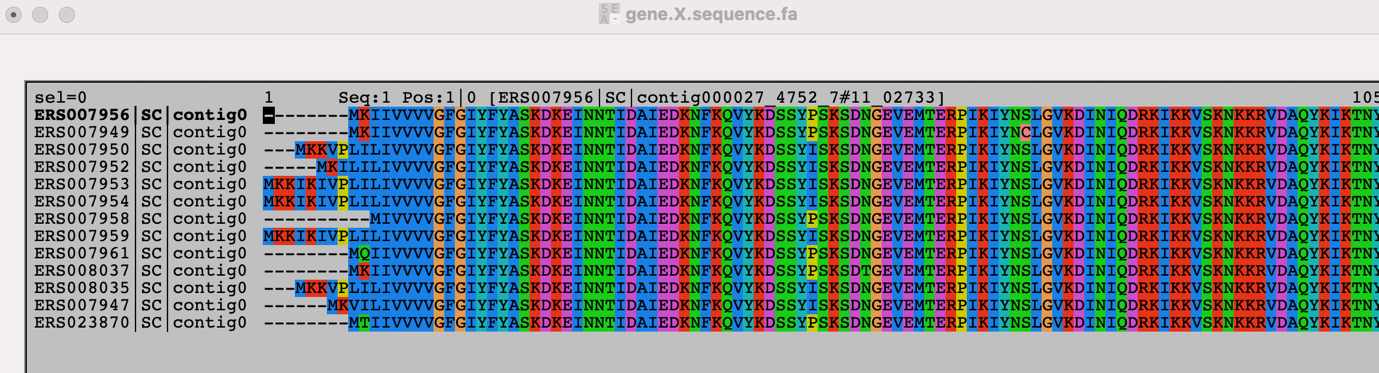 gene.X.sequence.fa
sel=0 1 Seq:1 Pos:1|0 [ERS007956|SC|contig000027_4752_7#11_02733] 105
ERS007956|SC|contig0 --------MKIIVVVVGFGIYFYASKDKEINNTIDAIEDKNFKQVYKDSSYPSKSDNGEVEMTERPIKIYNSLGVKDINIQDRKIKKVSKNKKRVDAQYKIKTNY
ERS007949|SC|contig0 --------MKIIVVVVGFGIYFYASKDKEINNTIDAIEDKNFKQVYKDSSYPSKSDNGEVEMTERPIKIYNCLGVKDINIQDRKIKKVSKNKKRVDAQYKIKTNY
ERS007950|SC|contig0 ---MKKVPLILIVVVVGFGIYFYASKDKEINNTIDAIEDKNFKQVYKDSSYISKSDNGEVEMTERPIKIYNSLGVKDINIQDRKIKKVSKNKKRVDAQYKIKTNY
ERS007952|SC|contig0 -----MKLLILIVVVVGFGIYFYASKDKEINNTIDAIEDKNFKQVYKDSSYISKSDNGEVEMTERPIKIYNSLGVKDINIQDRKIKKVSKNKKRVDAQYKIKTNY
ERS007953|SC|contig0 MKKIKIVPLILIVVVVGFGIYFYASKDKEINNTIDAIEDKNFKQVYKDSSYISKSDNGEVEMTERPIKIYNSLGVKDINIQDRKIKKVSKNKKRVDAQYKIKTNY
ERS007954|SC|contig0 MKKIKIVPLILIVVVVGFGIYFYASKDKEINNTIDAIEDKNFKQVYKDSSYISKSDNGEVEMTERPIKIYNSLGVKDINIQDRKIKKVSKNKKRVDAQYKIKTNY
ERS007958|SC|contig0 ----------MIVVVVGFGIYFYASKDKEINNTIDAIEDKNFKQVYKDSSYPSKSDNGEVEMTERPIKIYNSLGVKDINIQDRKIKKVSKNKKRVDAQYKIKTNY
ERS007959|SC|contig0 MKKIKIVPLILIVVVVGFGIYFYASKDKEINNTIDAIEDKNFKQVYKDSSYISKSDNGEVEMTERPIKIYNSLGVKDINIQDRKIKKVSKNKKRVDAQYKIKTNY
ERS007961|SC|contig0 --------MQIIVVVVGFGIYFYASKDKEINNTIDAIEDKNFKQVYKDSSYPSKSDNGEVEMTERPIKIYNSLGVKDINIQDRKIKKVSKNKKRVDAQYKIKTNY
ERS008037|SC|contig0 --------MKIIVVVVGFGIYFYASKDKEINNTIDAIEDKNFKQVYKDSSYPSKSDTGEVEMTERPIKIYNSLGVKDINIQDRKIKKVSKNKKRVDAQYKIKTNY
ERS008035|SC|contig0 ---MKKVPLILIVVVVGFGIYFYASKDKEINNTIDAIEDKNFKQVYKDSSYISKSDNGEVEMTERPIKIYNSLGVKDINIQDRKIKKVSKNKKRVDAQYKIKTNY
ERS007947|SC|contig0 ------MKLILIVVVVGFGIYFYASKDKEINNTIDAIEDKNFKQVYKDSSYISKSDNGEVEMTERPIKIYNSLGVKDINIQDRKIKKVSKNKKRVDAQYKIKTNY
ERS023870|SC|contig0 --------MTIIVVVVGFGIYFYASKDKEINNTIDAIEDKNFKQVYKDSSYPSKSDNGEVEMTERPIKIYNSLGVKDINIQDRKIKKVSKNKKRVDAQYKIKTNY